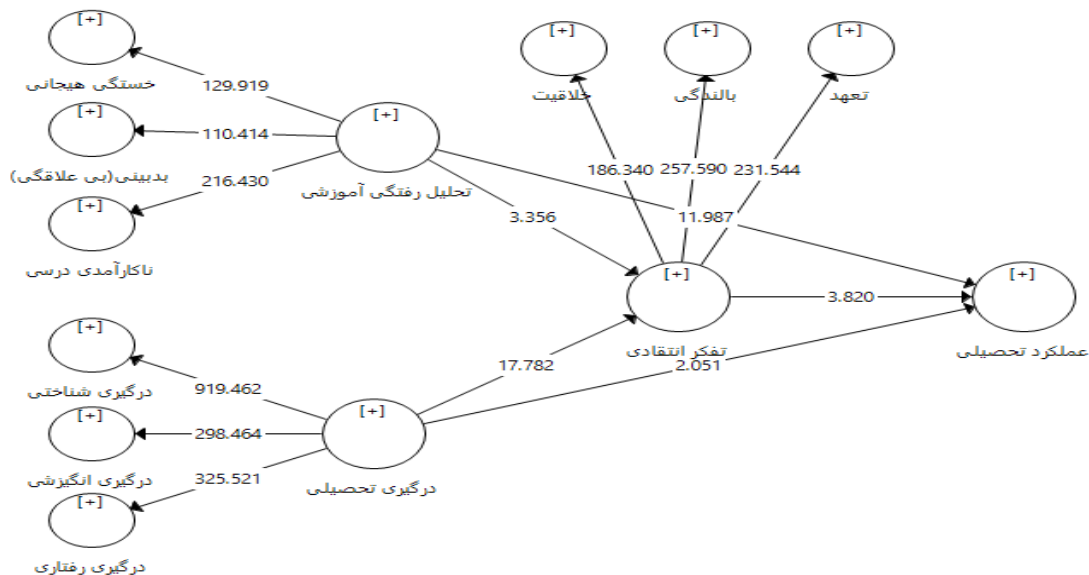 [+]
خستگی هیجانی
[+]
بدبینی(بی علاقگی)
[+]
ناکارآمدی درسی
129.919
110.414
216.430
[+]
تحلیل رفتگی آموزشی
[+]
خلاقیت
[+]
بالندگی
[+]
تعهد
186.340
257.590
231.544
3.356
11.987
[+]
تفکر انتقادی
3.820
[+]
عملکرد تحصیلی
17.782
2.051
[+]
درگیری شناختی
[+]
درگیری انگیزشی
[+]
درگیری رفتاری
919.462
298.464
325.521
[+]
درگیری تحصیلی